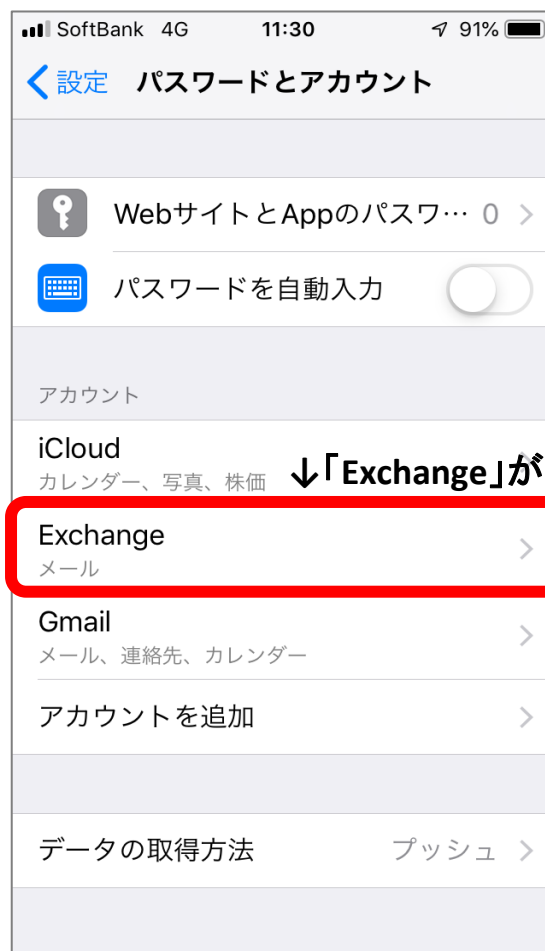 SoftBank 4G 11:30 91%
設定 パスワードとアカウント
WebサイトとAppのパスワ… 0
パスワードを自動入力
アカウント
iCloud
カレンダー、写真、株価
↓「Exchange」が
Exchange
メール
Gmail
メール、連絡先、カレンダー
アカウントを追加
データの取得方法 プッシュ